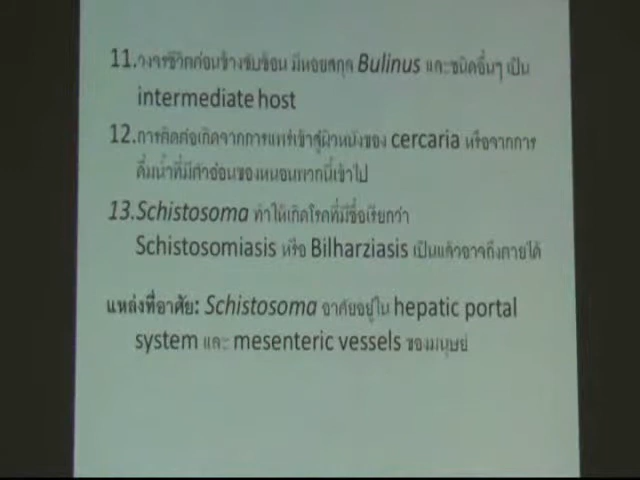 11.วงจรชีวิตค่อนข้างซับซ้อน มีหอยสกุล Bulinus และชนิดอื่นๆ เป็น
intermediate host
12.การติดต่อเกิดจากการแพร่เข้าสู่ผิวหนังของ cercaria หรือจากการ
ดื่มน้ำที่มีตัวอ่อนของหนอนพวกนี้เข้าไป
13.Schistosoma ทำให้เกิดโรคที่มีชื่อเรียกว่า
Schistosomiasis หรือ Bilharziasis เป็นแล้วอาจถึงตายได้
แหล่งที่อาศัย: Schistosoma อาศัยอยู่ใน hepatic portal
system และ mesenteric vessels ของมนุษย์